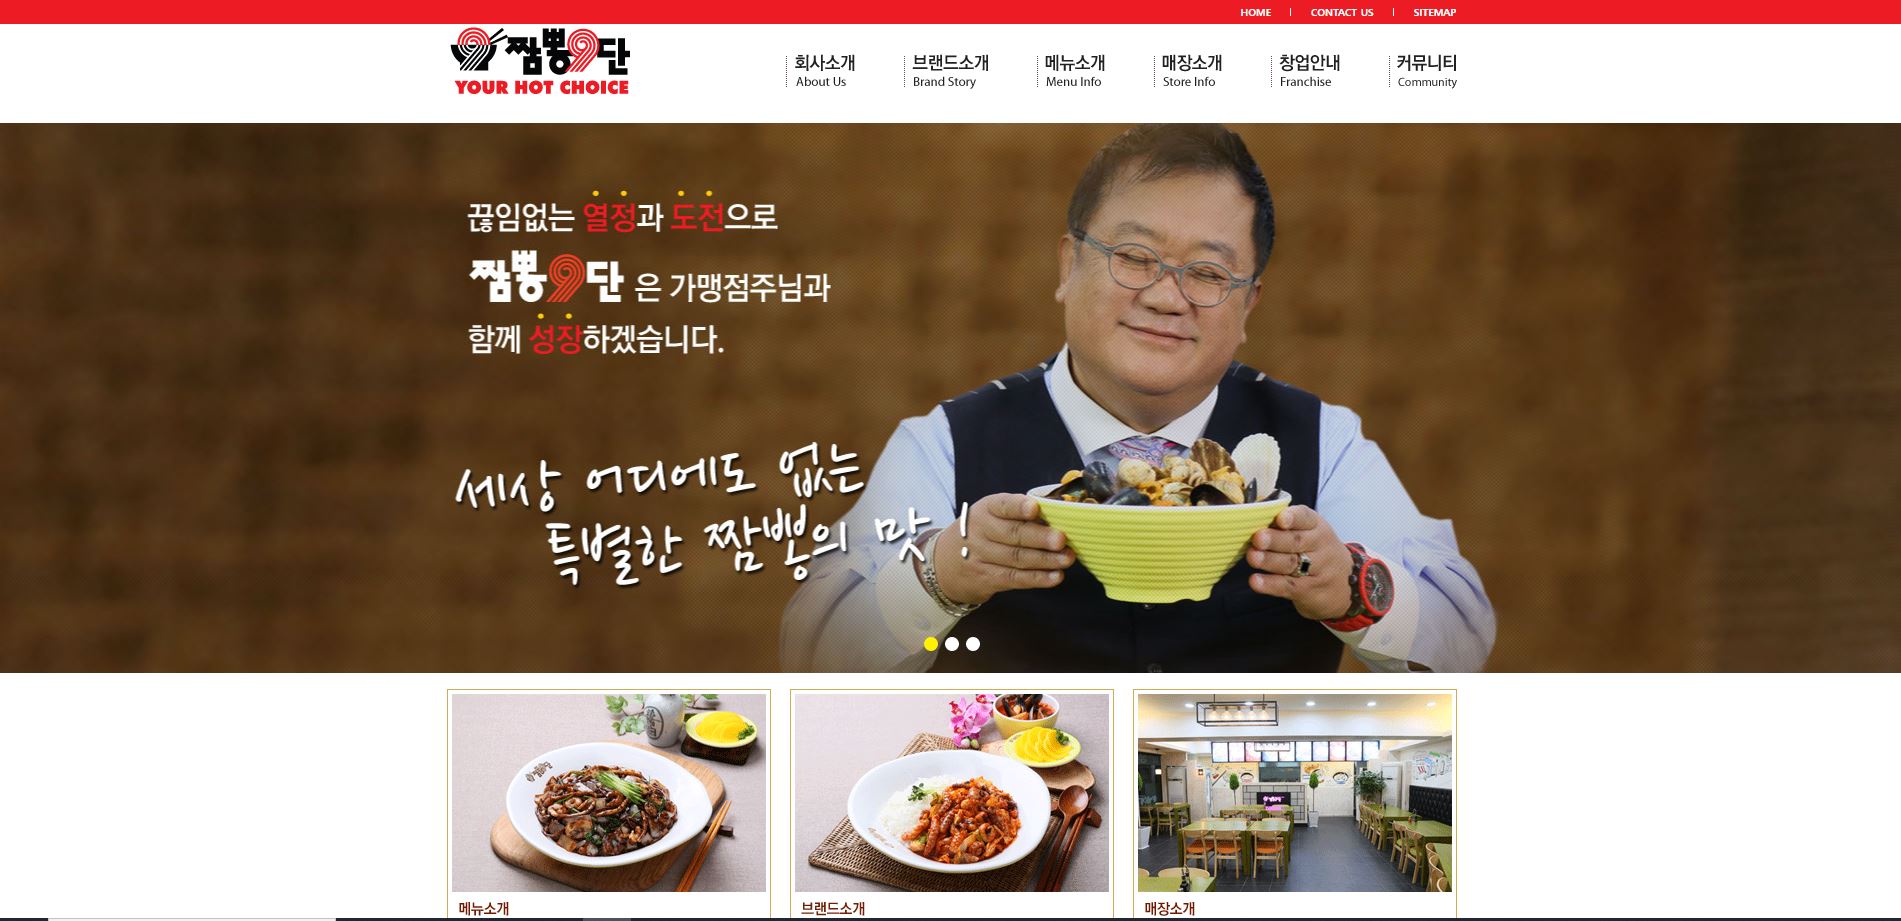 HOME
CONTACT US
SITEMAP
짬뽕9단
YOUR HOT CHOICE
회사소개
About Us
브랜드소개
Brand Story
메뉴소개
Menu Info
매장소개
Store Info
창업안내
Franchise
커뮤니티
Community
끊임없는 열정과 도전으로
짬뽕9단 은 가맹점주님과
함께 성장하겠습니다.
세상 어디에도 없는
특별한 짬뽕의 맛!
메뉴소개
브랜드소개
매장소개